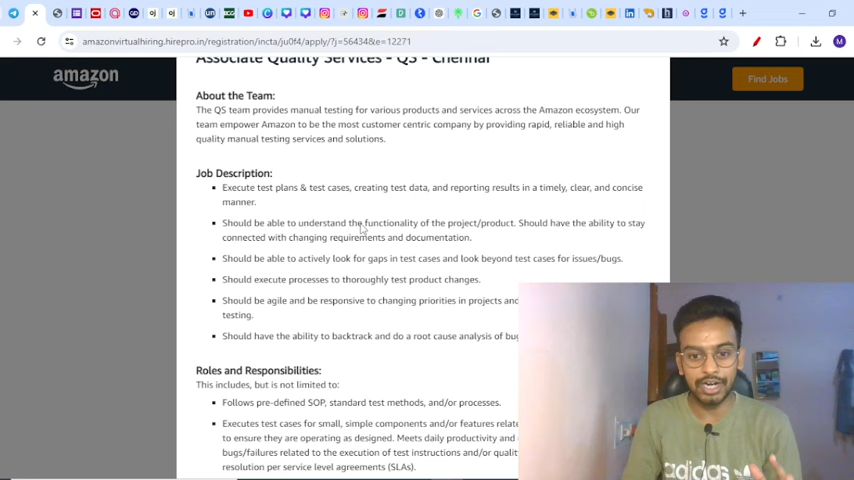 amazonvirtualhiring.hirepro.in/registration/incta/ju0f4/apply/?j=56434&e=12271
M
amazon
Find Jobs
Associate Quality Services - QS - Chennai
About the Team:
The QS team provides manual testing for various products and services across the Amazon ecosystem. Our
team empower Amazon to be the most customer centric company by providing rapid, reliable and high
quality manual testing services and solutions.
Job Description:
Execute test plans & test cases, creating test data, and reporting results in a timely, clear, and concise
manner.
Should be able to understand the functionality of the project/product. Should have the ability to stay
connected with changing requirements and documentation.
Should be able to actively look for gaps in test cases and look beyond test cases for issues/bugs.
Should execute processes to thoroughly test product changes.
Should be agile and be responsive to changing priorities in projects and
testing.
Should have the ability to backtrack and do a root cause analysis of bug
Roles and Responsibilities:
This includes, but is not limited to:
Follows pre-defined SOP, standard test methods, and/or processes.
Executes test cases for small, simple components and/or features relate
to ensure they are operating as designed. Meets daily productivity and
bugs/failures related to the execution of test instructions and/or quality
resolution per service level agreements (SLAs).
adidas